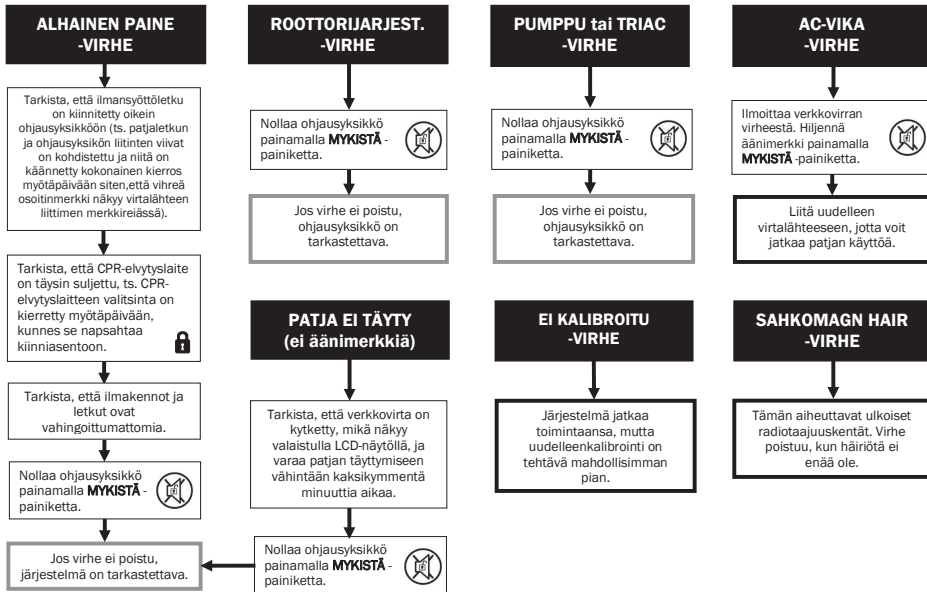 ALHAINEN PAINE
-VIRHE
Tarkista, että ilmansyöttöletku
on kiinnitetty oikein
ohjausyksikköön (ts. patjaletkun
ja ohjausyksikön liitinten viivat
on kohdistettu ja niitä on
käännetty kokonainen kierros
myötäpäivään siten,että vihreä
osoitinmerkki näkyy virtalähteen
liittimen merkkireiässä).
Tarkista, että CPR-elvytyslaite
on täysin suljettu, ts. CPR-
elvytyslaitteen valitsinta on
kierretty myötäpäivään,
kunnes se napsahtaa
kiinniasentoon.
Tarkista, että ilmakennot ja
letkut ovat
vahingoittumattomia.
Nollaa ohjausyksikkö
painamalla MYKISTÄ -
painiketta.
Jos virhe ei poistu,
järjestelmä on tarkastettava.
ROOTTORIJARJEST.
-VIRHE
Nollaa ohjausyksikkö
painamalla MYKISTÄ -
painiketta.
Jos virhe ei poistu,
ohjausyksikkö on
tarkastettava.
PUMPPU tai TRIAC
-VIRHE
Nollaa ohjausyksikkö
painamalla MYKISTÄ -
painiketta.
Jos virhe ei poistu,
ohjausyksikkö on
tarkastettava.
AC-VIKA
-VIRHE
Ilmoittaa verkkovirran
virheestä. Hiljennä
äänimerkki painamalla
MYKISTÄ -painiketta.
Liitä uudelleen
virtalähteeseen, jotta voit
jatkaa patjan käyttöä.
PATJA EI TÄYTY
(ei äänimerkkiä)
Tarkista, että verkkovirta on
kytketty, mikä näkyy
valaistulla LCD-näytöllä, ja
varaa patjan täyttymiseen
vähintään kaksikymmentä
minuuttia aikaa.
Nollaa ohjausyksikkö
painamalla MYKISTÄ -
painiketta.
EI KALIBROITU
-VIRHE
Järjestelmä jatkaa
toimintaansa, mutta
uudelleenkalibrointi on
tehtävä mahdollisimman
pian.
SAHKOMAGN HAIR
-VIRHE
Tämän aiheuttavat ulkoiset
radiotaajuuskentät. Virhe
poistuu, kun häiriötä ei
enää ole.